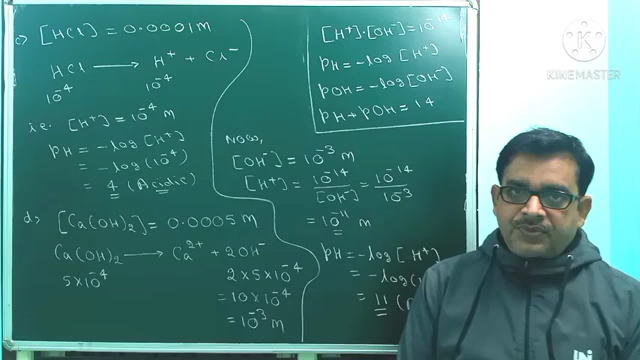 c) [HCl] = 0.0001M
HCl ⟶ H⁺ + Cl⁻
10⁻⁴ 10⁻⁴
i.e. [H⁺] = 10⁻⁴ M
PH = -log[H⁺]
= -log(10⁻⁴)
= 4 (Acidic)
d) [Ca(OH)₂] = 0.0005M
Ca(OH)₂ ⟶ Ca²⁺ + 2OH⁻
5×10⁻⁴ 2×5×10⁻⁴
= 10×10⁻⁴
= 10⁻³ M
[H⁺]·[OH⁻] = 10⁻¹⁴
PH = -log[H⁺]
POH = -log[OH⁻]
PH + POH = 14
Now,
[OH⁻] = 10⁻³ M
[H⁺] = 10⁻¹⁴/[OH⁻] = 10⁻¹⁴/10⁻³
= 10⁻¹¹ M
PH = -log[H⁺]
= -log(
= 11 (
KINEMASTER